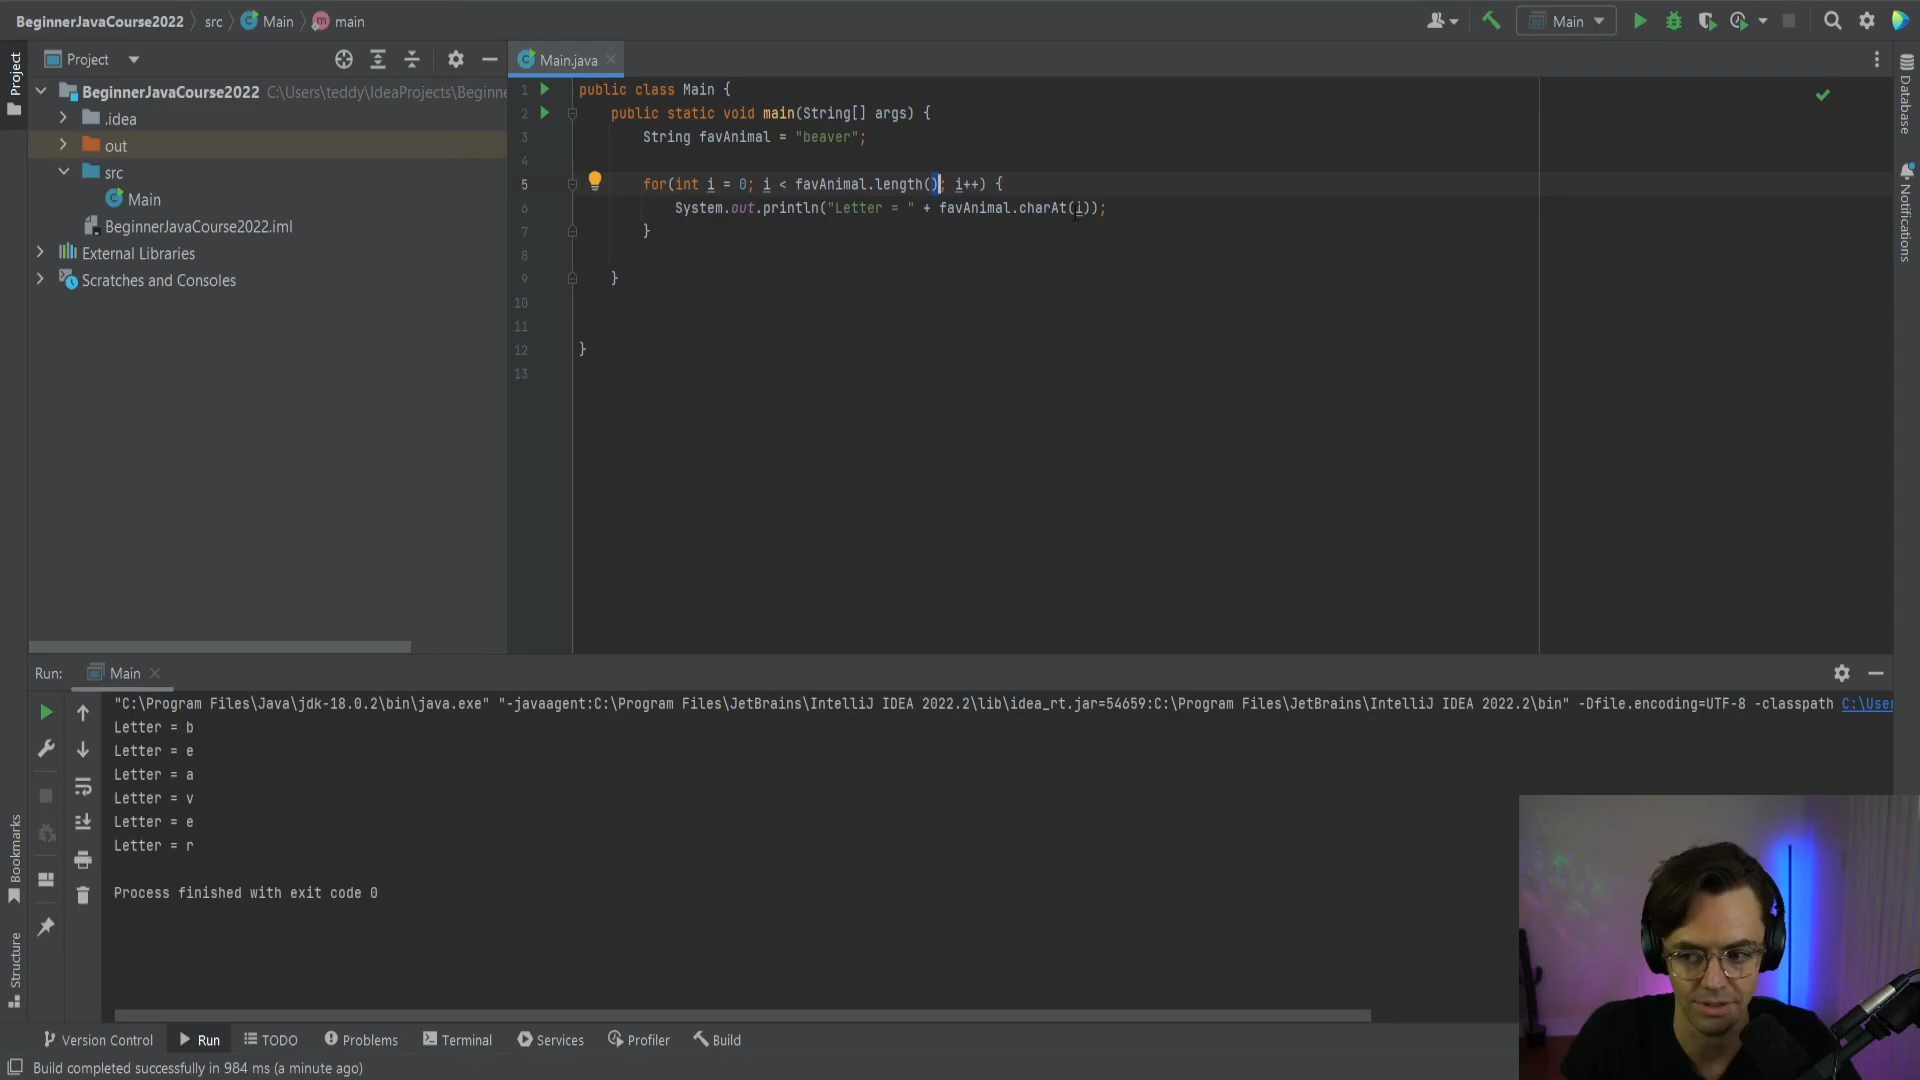 BeginnerJavaCourse2022 src Main main
Main
Project
Main.java
BeginnerJavaCourse2022 C:\Users\teddy\IdeaProjects\Beginne
.idea
out
src
Main
BeginnerJavaCourse2022.iml
External Libraries
Scratches and Consoles
Project
Bookmarks
Structure
Database
Notifications
1 public class Main {
2 public static void main(String[] args) {
3 String favAnimal = "beaver";
4
5 for(int i = 0; i < favAnimal.length(); i++) {
6 System.out.println("Letter = " + favAnimal.charAt(i));
7 }
8
9 }
10
11
12 }
13
Run: Main
"C:\Program Files\Java\jdk-18.0.2\bin\java.exe" "-javaagent:C:\Program Files\JetBrains\IntelliJ IDEA 2022.2\lib\idea_rt.jar=54659:C:\Program Files\JetBrains\IntelliJ IDEA 2022.2\bin" -Dfile.encoding=UTF-8 -classpath C:\User
Letter = b
Letter = e
Letter = a
Letter = v
Letter = e
Letter = r
Process finished with exit code 0
Version Control Run TODO Problems Terminal Services Profiler Build
Build completed successfully in 984 ms (a minute ago)